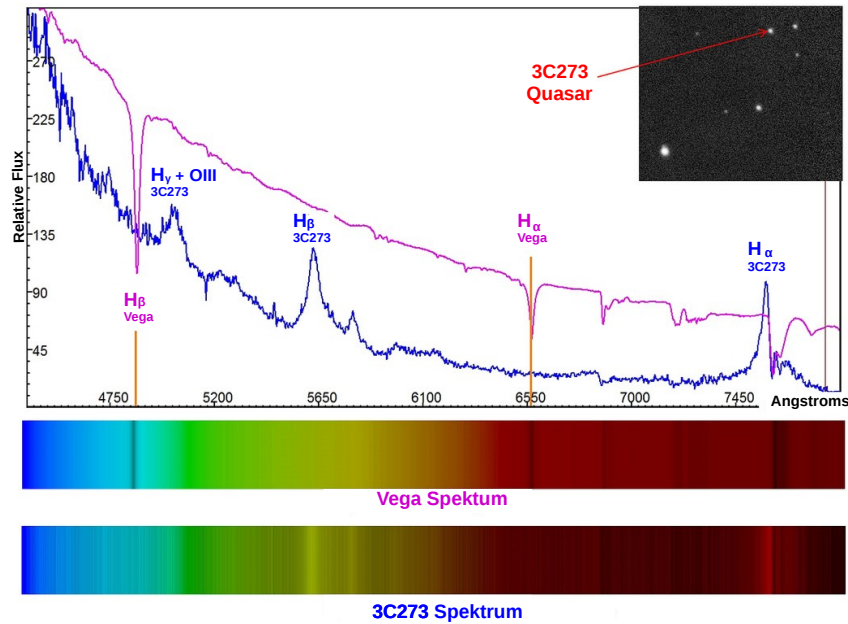 270
225
180
135
90
45
Relative Flux
3C273
Quasar
Hγ + OIII
3C273
Hβ
3C273
Hα
Vega
Hα
3C273
Hβ
Vega
4750 5200 5650 6100 6550 7000 7450 Angstroms
Vega Spektum
3C273 Spektrum